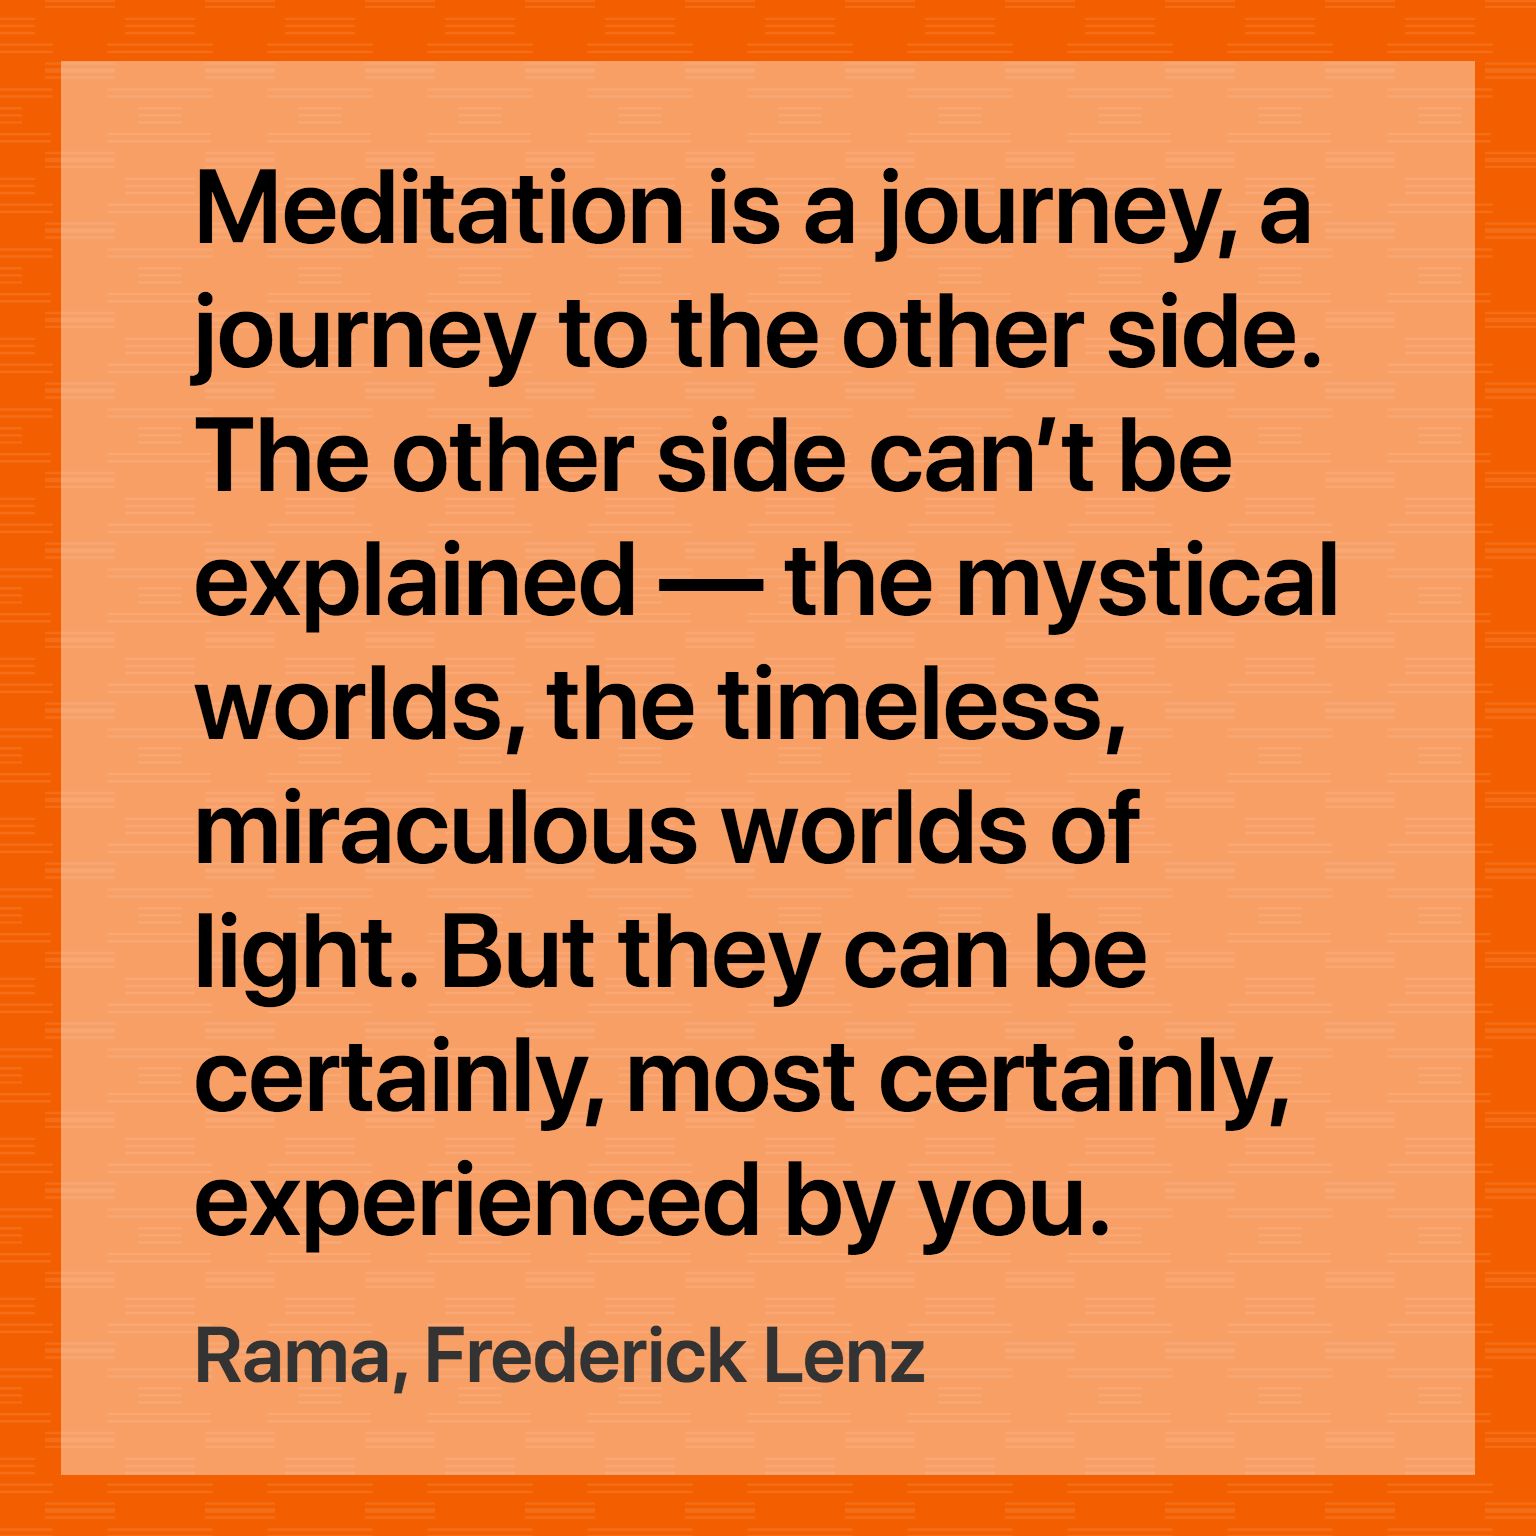 Meditation is a journey, a
journey to the other side.
The other side can’t be
explained — the mystical
worlds, the timeless,
miraculous worlds of
light. But they can be
certainly, most certainly,
experienced by you.
Rama, Frederick Lenz